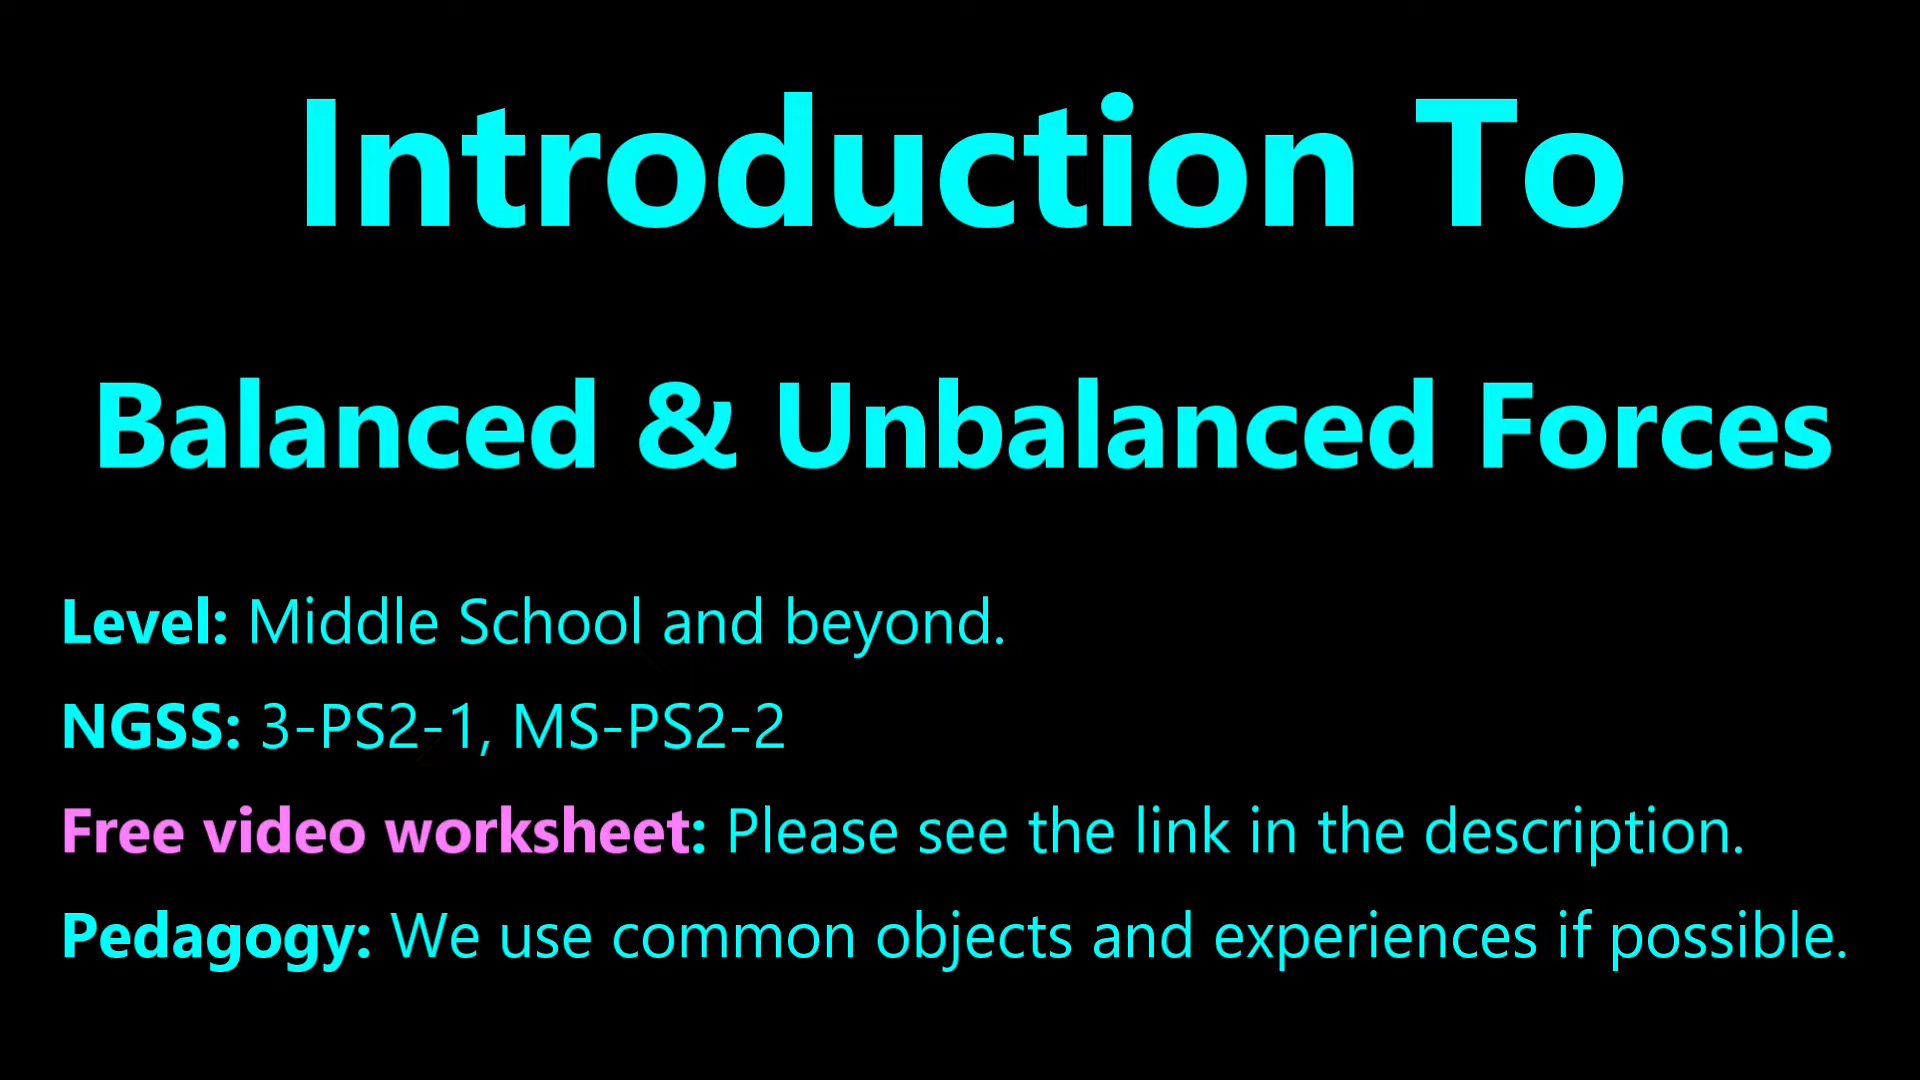 Introduction To
Balanced & Unbalanced Forces
Level: Middle School and beyond.
NGSS: 3-PS2-1, MS-PS2-2
Free video worksheet: Please see the link in the description.
Pedagogy: We use common objects and experiences if possible.